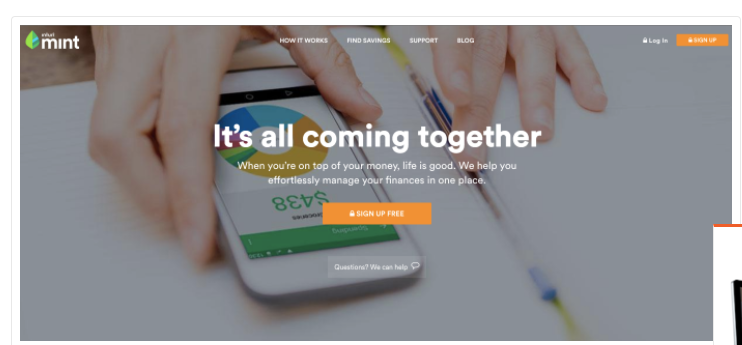 intuit
mint
HOW IT WORKS FIND SAVINGS SUPPORT BLOG
Log In SIGN UP
It's all coming together
When you're on top of your money, life is good. We help you
effortlessly manage your finances in one place.
$438
SIGN UP FREE
Spending
Questions? We can help